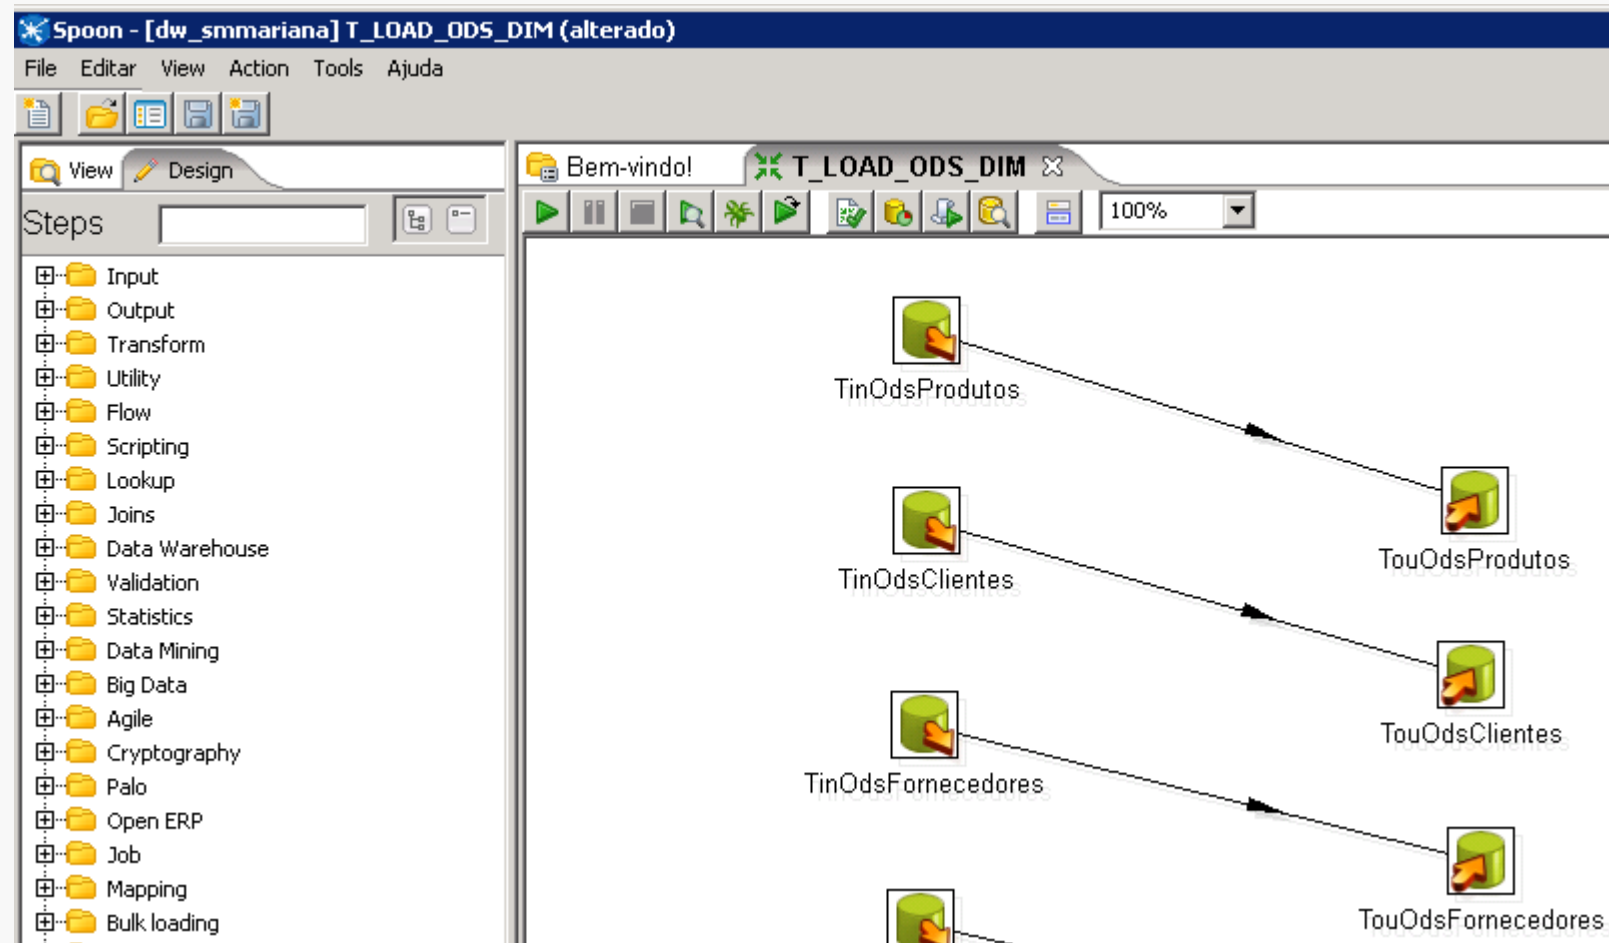 Spoon - [dw_smmariana] T_LOAD_ODS_DIM (alterado)
File Editar View Action Tools Ajuda
View Design
Steps
Input
Output
Transform
Utility
Flow
Scripting
Lookup
Joins
Data Warehouse
Validation
Statistics
Data Mining
Big Data
Agile
Cryptography
Palo
Open ERP
Job
Mapping
Bulk loading
Bem-vindo! T_LOAD_ODS_DIM
100%
TinOdsProdutos
TouOdsProdutos
TinOdsClientes
TouOdsClientes
TinOdsFornecedores
TouOdsFornecedores